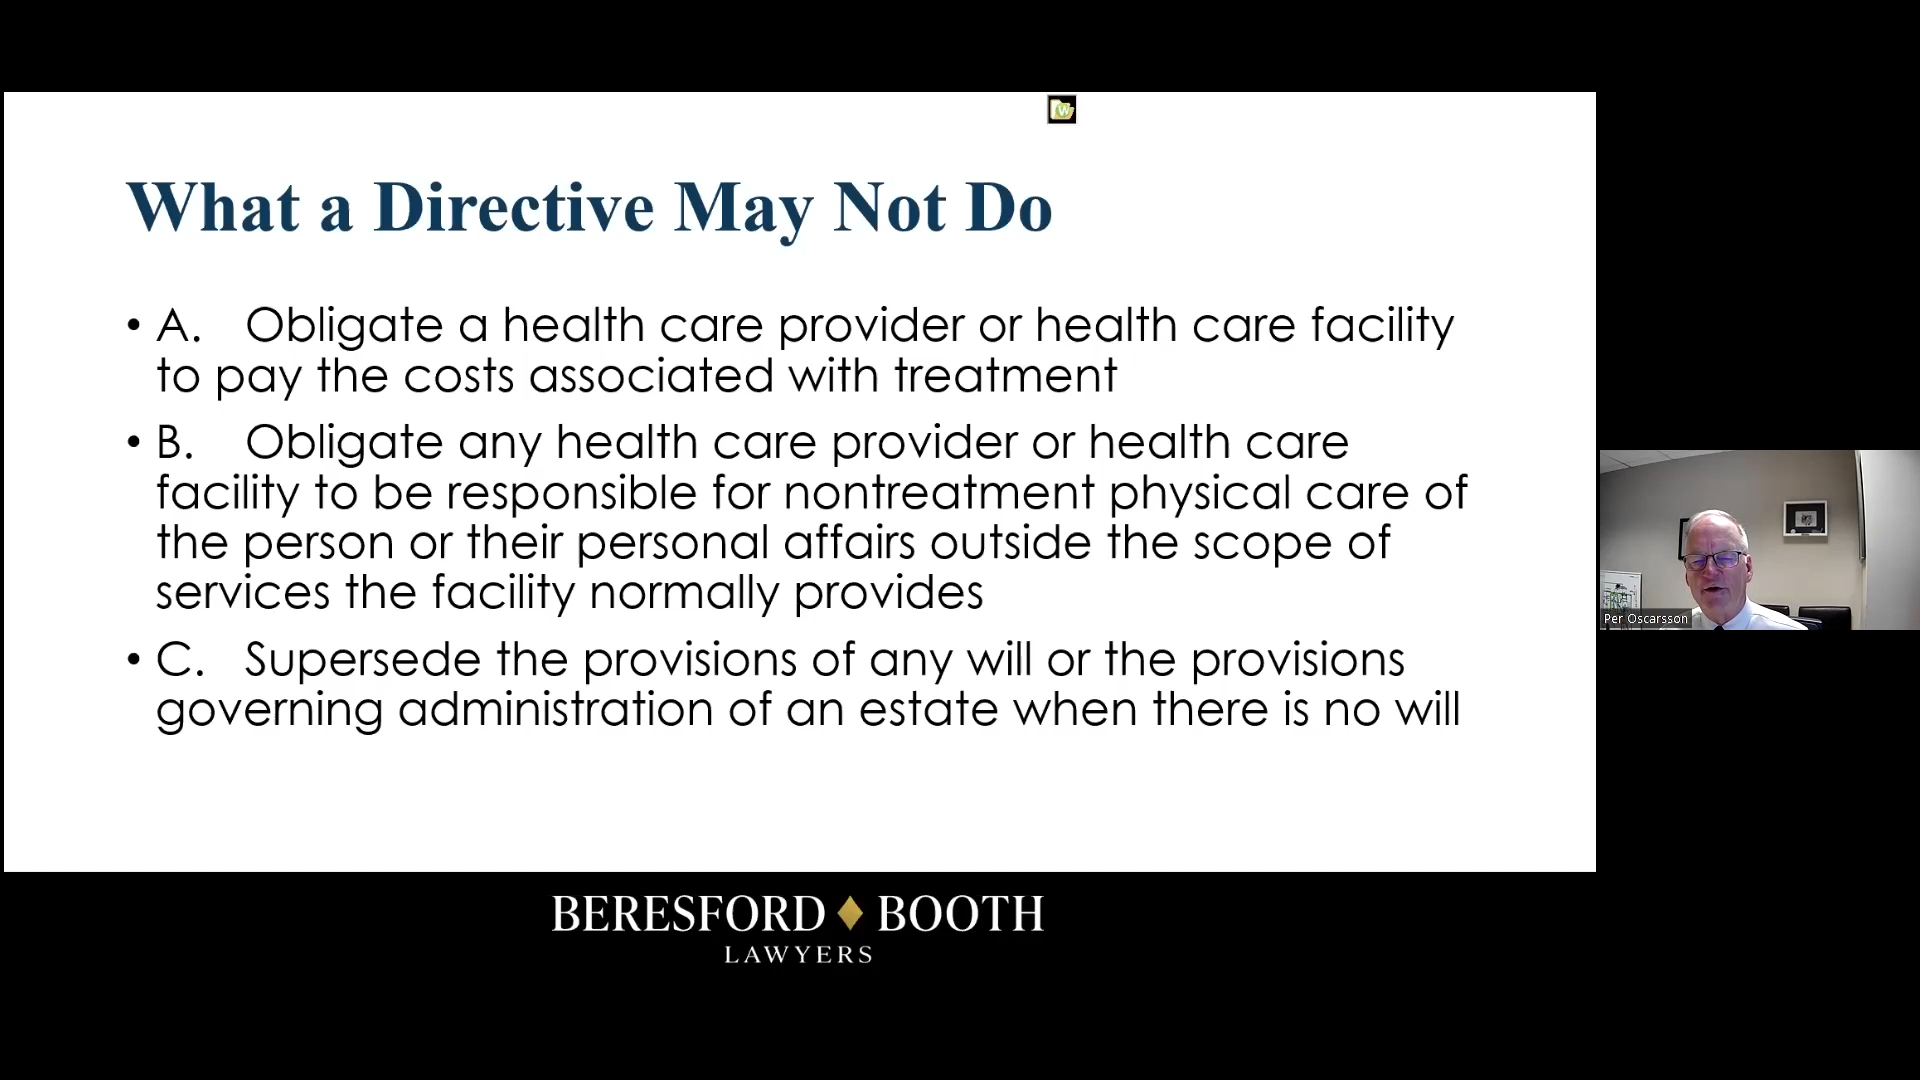 What a Directive May Not Do
• A. Obligate a health care provider or health care facility
to pay the costs associated with treatment
• B. Obligate any health care provider or health care
facility to be responsible for nontreatment physical care of
the person or their personal affairs outside the scope of
services the facility normally provides
• C. Supersede the provisions of any will or the provisions
governing administration of an estate when there is no will
Per Oscarsson
BERESFORD BOOTH
LAWYERS